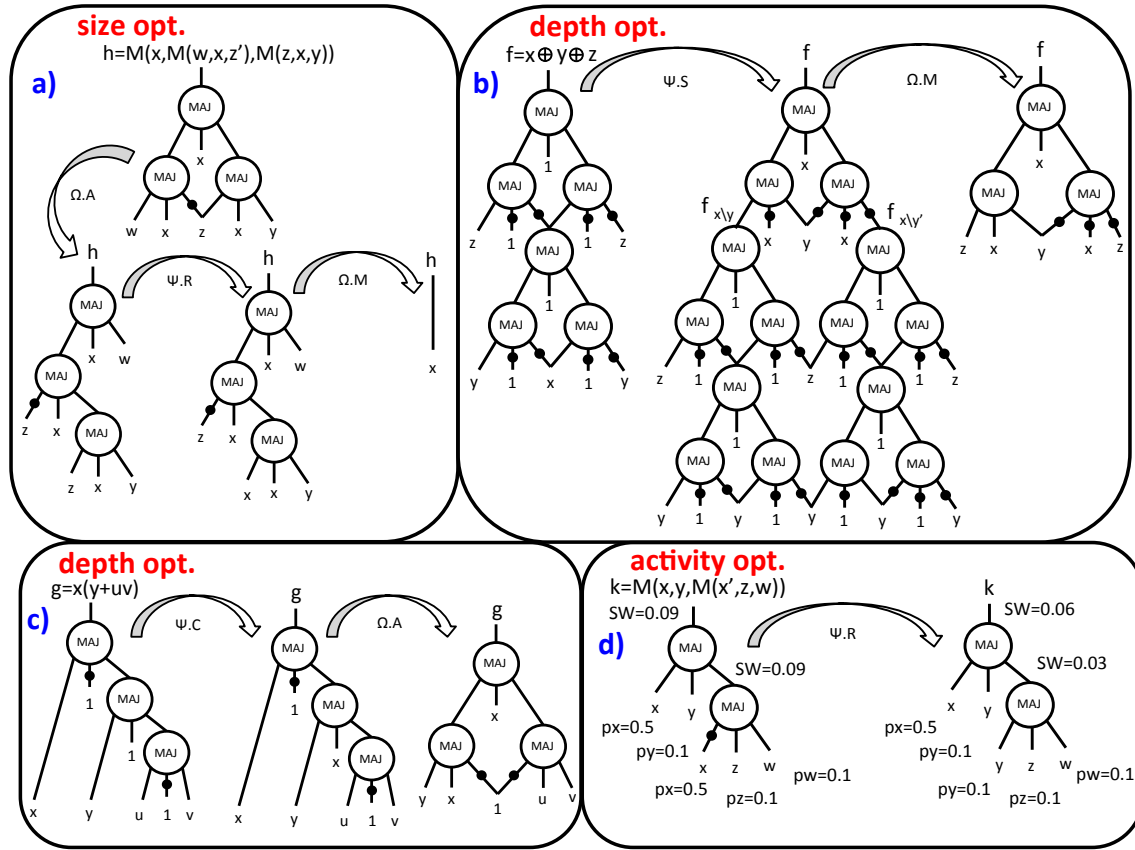 size opt.
h=M(x,M(w,x,z'),M(z,x,y))
a)
MAJ
x
MAJ MAJ
w x z x y
Ω.A
h
MAJ
x w
MAJ
z x
MAJ
z x y
Ψ.R
h
MAJ
x w
MAJ
z x
MAJ
x x y
Ω.M
h
x
depth opt.
f=x⊕y⊕z
b)
MAJ
1
MAJ MAJ
z 1 1 z
MAJ
1
MAJ MAJ
y 1 x 1 y
Ψ.S
f
MAJ
x
MAJ MAJ
x y x
f x\y f x\y'
MAJ MAJ
1 1
MAJ MAJ MAJ MAJ
z 1 1 z 1 1 z
MAJ MAJ
1 1
MAJ MAJ MAJ MAJ
y 1 y 1 y 1 y 1 y
Ω.M
f
MAJ
x
MAJ MAJ
z x y x z
depth opt.
g=x(y+uv)
c)
MAJ
1
MAJ
1
MAJ
x y u 1 v
Ψ.C
g
MAJ
1
MAJ
x
MAJ
x y u 1 v
Ω.A
g
MAJ
x
MAJ MAJ
y x 1 u v
activity opt.
k=M(x,y,M(x',z,w))
d)
SW=0.09
MAJ
SW=0.09
x y
MAJ
px=0.5
py=0.1
x z w
px=0.5
pz=0.1
pw=0.1
Ψ.R
k
SW=0.06
MAJ
SW=0.03
x y
MAJ
px=0.5
py=0.1
y z w
py=0.1
pz=0.1
pw=0.1